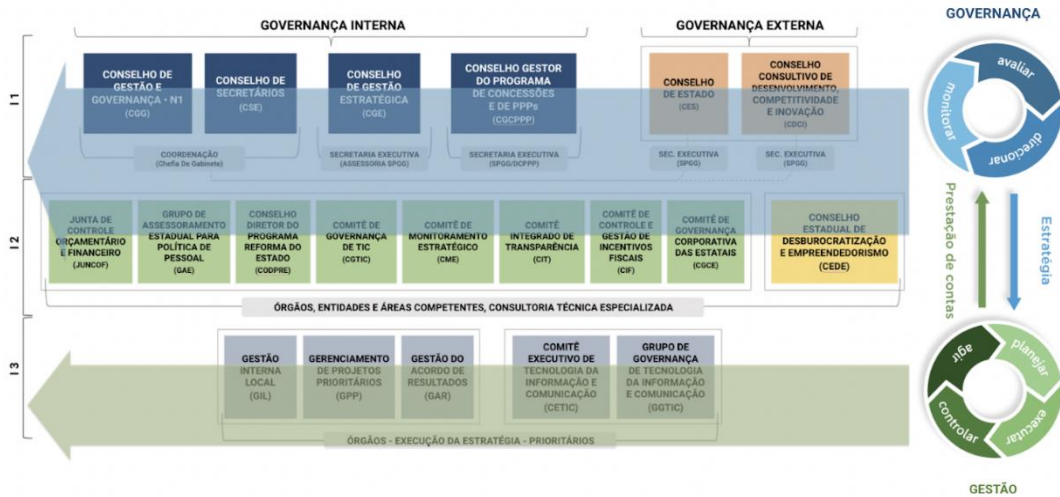 GOVERNANÇA INTERNA
GOVERNANÇA EXTERNA
GOVERNANÇA
I1
CONSELHO DE
GESTÃO E
GOVERNANÇA • N1
(CGG)
CONSELHO DE
SECRETÁRIOS
(CSE)
CONSELHO
DE GESTÃO
ESTRATÉGICA
(CGE)
CONSELHO GESTOR
DO PROGRAMA
DE CONCESSÕES
E DE PPPs
(CGCPPP)
CONSELHO
DE ESTADO
(CES)
CONSELHO
CONSULTIVO DE
DESENVOLVIMENTO,
COMPETITIVIDADE
E INOVAÇÃO
(CDCI)
COORDENAÇÃO
(Chefia De Gabinete)
SECRETARIA EXECUTIVA
(ASSESSORIA SPGG)
SECRETARIA EXECUTIVA
(SPGG/DCPPP)
SEC. EXECUTIVA
(SPGG)
SEC. EXECUTIVA
(SPGG)
avaliar
direcionar
monitorar
I2
JUNTA DE
CONTROLE
ORÇAMENTÁRIO
E FINANCEIRO
(JUNCOF)
GRUPO DE
ASSESSORAMENTO
ESTADUAL PARA
POLÍTICA DE
PESSOAL
(GAE)
CONSELHO
DIRETOR DO
PROGRAMA
REFORMA DO
ESTADO
(CODPRE)
COMITÊ DE
GOVERNANÇA
DE TIC
(CGTIC)
COMITÊ DE
MONITORAMENTO
ESTRATÉGICO
(CME)
COMITÊ
INTEGRADO DE
TRANSPARÊNCIA
(CIT)
COMITÊ DE
CONTROLE E
GESTÃO DE
INCENTIVOS
FISCAIS
(CIF)
COMITÊ DE
GOVERNANÇA
CORPORATIVA
DAS ESTATAIS
(CGCE)
CONSELHO
ESTADUAL DE
DESBUROCRATIZAÇÃO
E EMPREENDEDORISMO
(CEDE)
ÓRGÃOS, ENTIDADES E ÁREAS COMPETENTES, CONSULTORIA TÉCNICA ESPECIALIZADA
Prestação de contas
Estratégia
I3
GESTÃO
INTERNA
LOCAL
(GIL)
GERENCIAMENTO
DE PROJETOS
PRIORITÁRIOS
(GPP)
GESTÃO DO
ACORDO DE
RESULTADOS
(GAR)
COMITÊ
EXECUTIVO DE
TECNOLOGIA DA
INFORMAÇÃO E
COMUNICAÇÃO
(CETIC)
GRUPO DE
GOVERNANÇA
DE TECNOLOGIA
DA INFORMAÇÃO
E COMUNICAÇÃO
(GGTIC)
ÓRGÃOS - EXECUÇÃO DA ESTRATÉGIA - PRIORITÁRIOS
agir
planejar
controlar
executar
GESTÃO